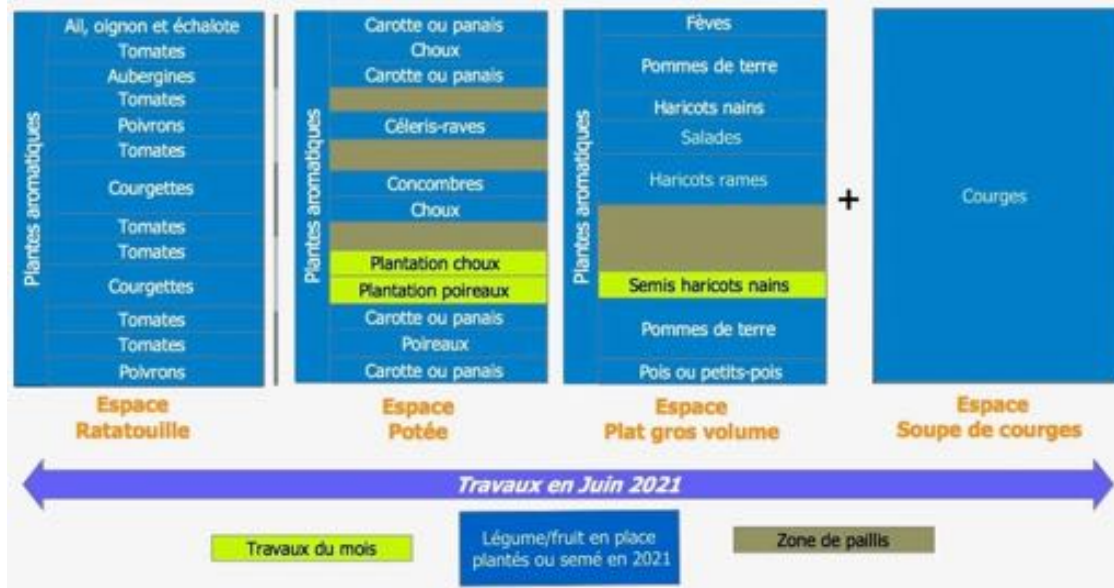 Plantes aromatiques
Ail, oignon et échalote
Tomates
Aubergines
Tomates
Poivrons
Tomates
Courgettes
Tomates
Tomates
Courgettes
Tomates
Tomates
Poivrons
Espace
Ratatouille
Plantes aromatiques
Carotte ou panais
Choux
Carotte ou panais
Céleris-raves
Concombres
Choux
Plantation choux
Plantation poireaux
Carotte ou panais
Poireaux
Carotte ou panais
Espace
Potée
Plantes aromatiques
Fèves
Pommes de terre
Haricots nains
Salades
Haricots rames
Semis haricots nains
Pommes de terre
Pois ou petits-pois
Espace
Plat gros volume
+
Courges
Espace
Soupe de courges
Travaux en Juin 2021
Travaux du mois
Légume/fruit en place
plantés ou semé en 2021
Zone de paillis